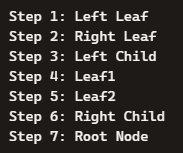 Step 1: Left Leaf
Step 2: Right Leaf
Step 3: Left Child
Step 4: Leaf1
Step 5: Leaf2
Step 6: Right Child
Step 7: Root Node